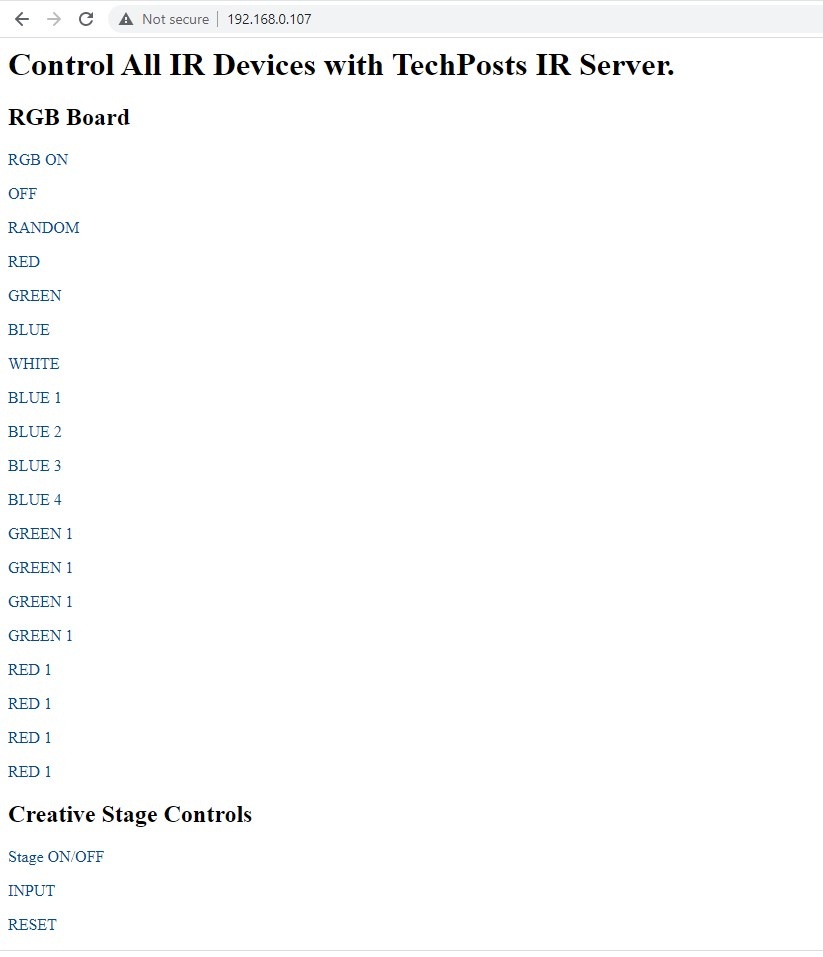 Not secure | 192.168.0.107
Control All IR Devices with TechPosts IR Server.
RGB Board
RGB ON
OFF
RANDOM
RED
GREEN
BLUE
WHITE
BLUE 1
BLUE 2
BLUE 3
BLUE 4
GREEN 1
GREEN 1
GREEN 1
GREEN 1
RED 1
RED 1
RED 1
RED 1
Creative Stage Controls
Stage ON/OFF
INPUT
RESET